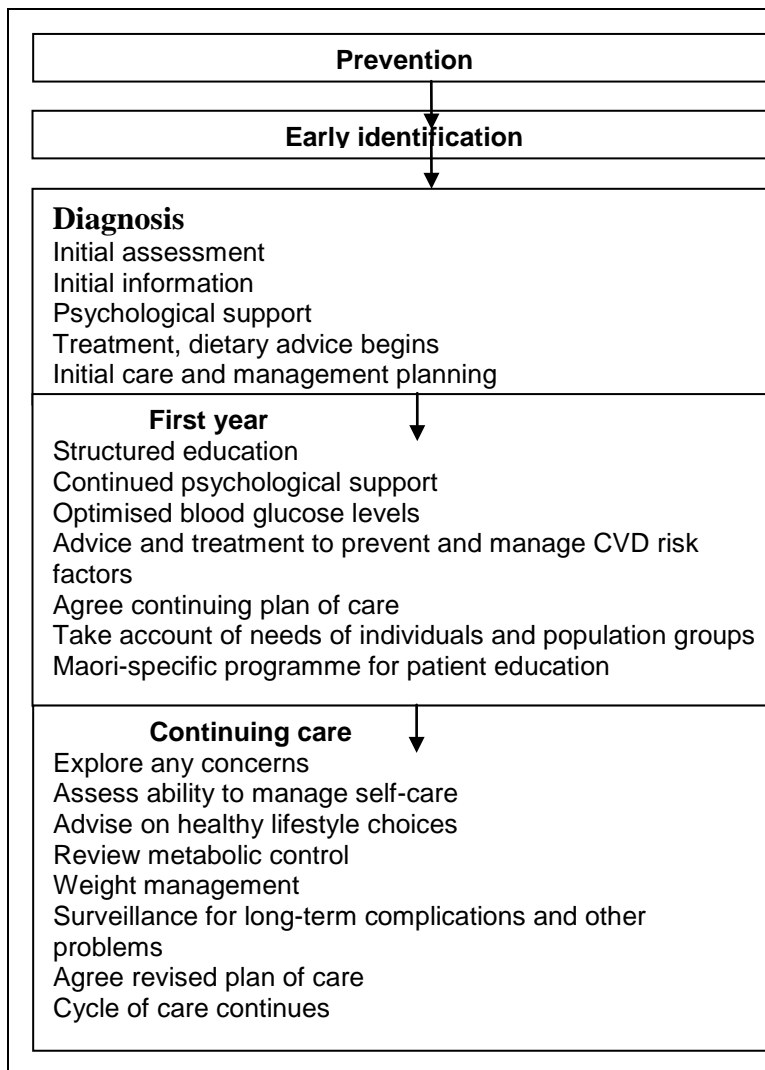 Prevention
Early identification
Diagnosis
Initial assessment
Initial information
Psychological support
Treatment, dietary advice begins
Initial care and management planning
First year
Structured education
Continued psychological support
Optimised blood glucose levels
Advice and treatment to prevent and manage CVD risk
factors
Agree continuing plan of care
Take account of needs of individuals and population groups
Maori-specific programme for patient education
Continuing care
Explore any concerns
Assess ability to manage self-care
Advise on healthy lifestyle choices
Review metabolic control
Weight management
Surveillance for long-term complications and other
problems
Agree revised plan of care
Cycle of care continues